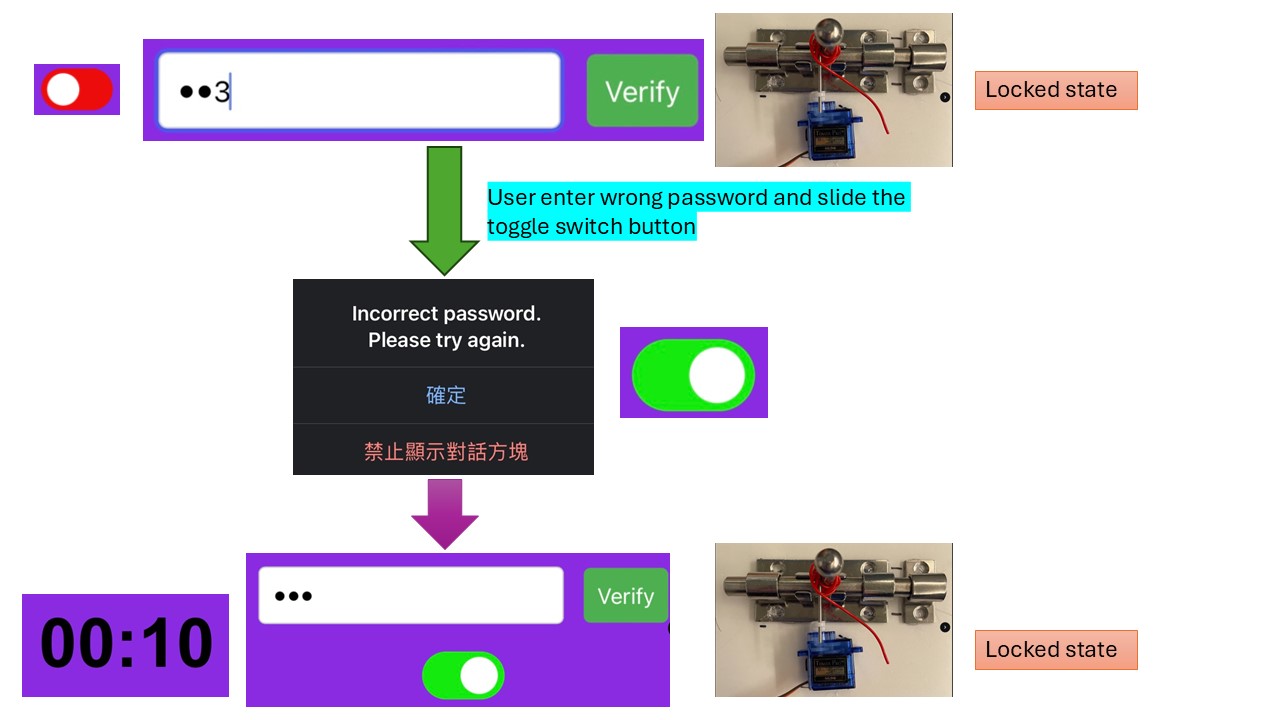 ••3
Verify
Locked state
User enter wrong password and slide the
toggle switch button
Incorrect password.
Please try again.
確定
禁止顯示對話方塊
•••
Verify
00:10
Locked state